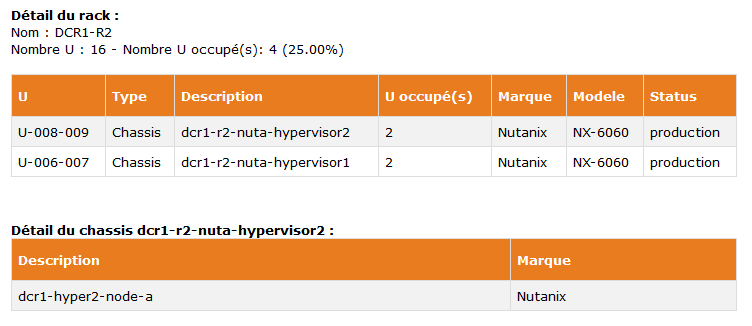 Détail du rack :
Nom : DCR1-R2
Nombre U : 16 - Nombre U occupé(s): 4 (25.00%)
U Type Description U occupé(s) Marque Modele Status
U-008-009 Chassis dcr1-r2-nuta-hypervisor2 2 Nutanix NX-6060 production
U-006-007 Chassis dcr1-r2-nuta-hypervisor1 2 Nutanix NX-6060 production
Détail du chassis dcr1-r2-nuta-hypervisor2 :
Description Marque
dcr1-hyper2-node-a Nutanix